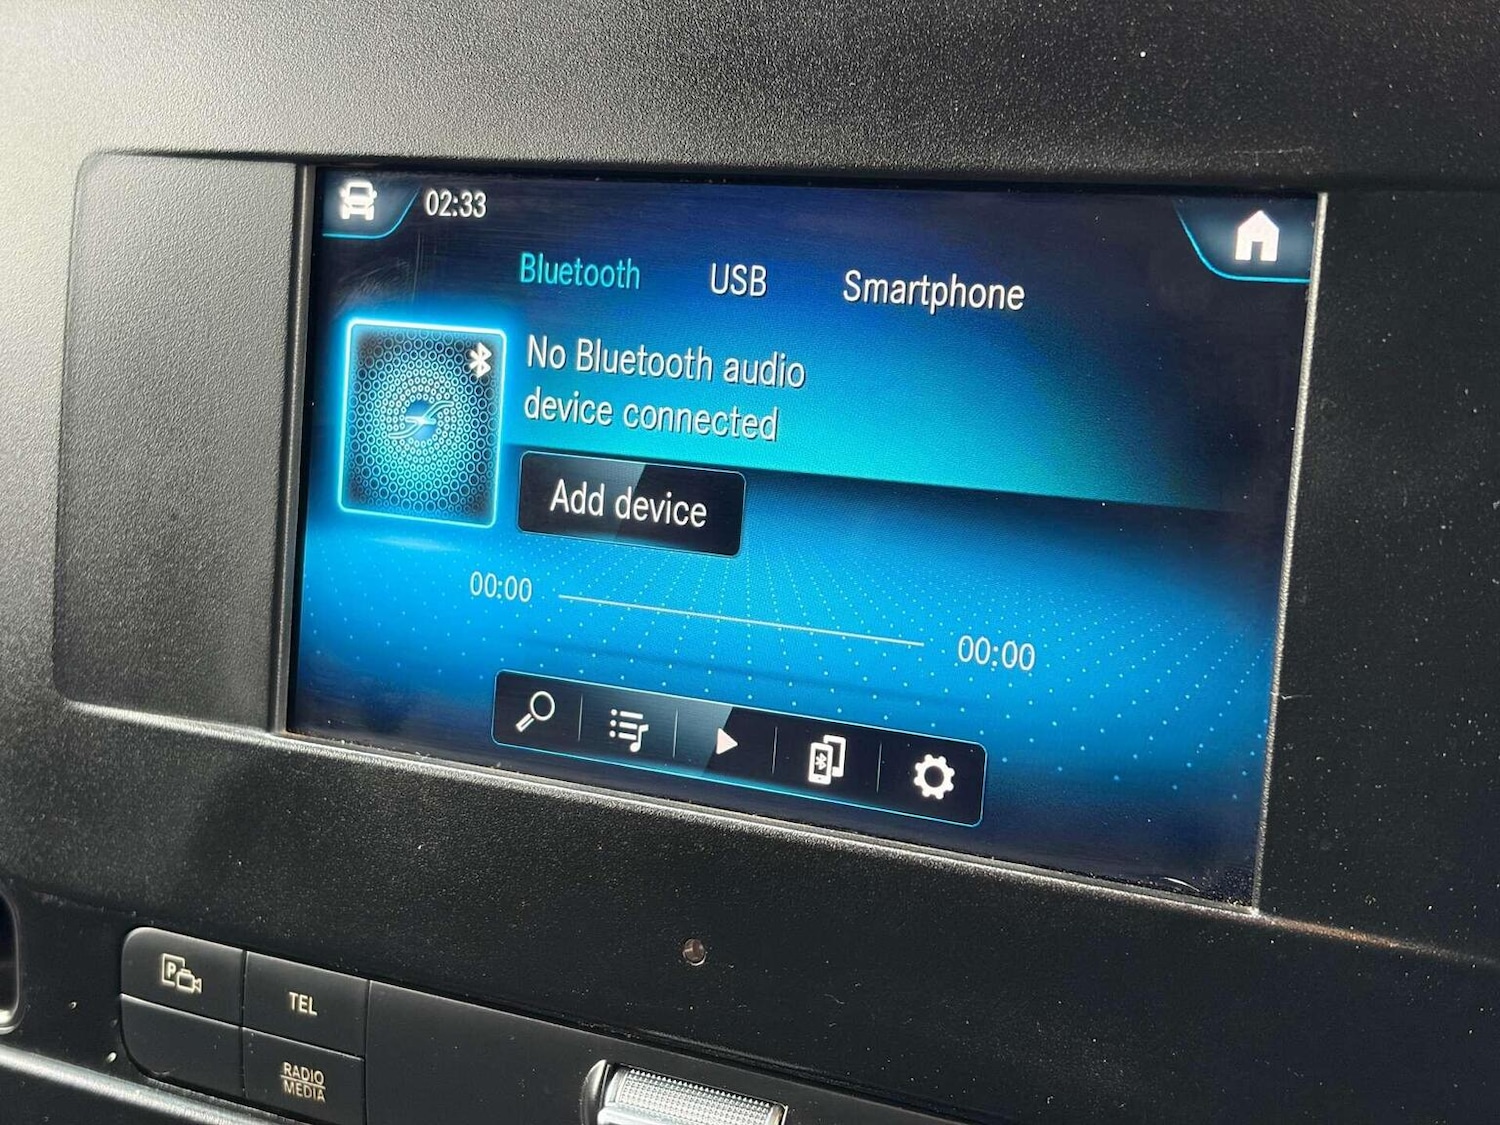 02:33
Bluetooth USB Smartphone
No Bluetooth audio
device connected
Add device
00:00
00:00
P
TEL
RADIO
MEDIA